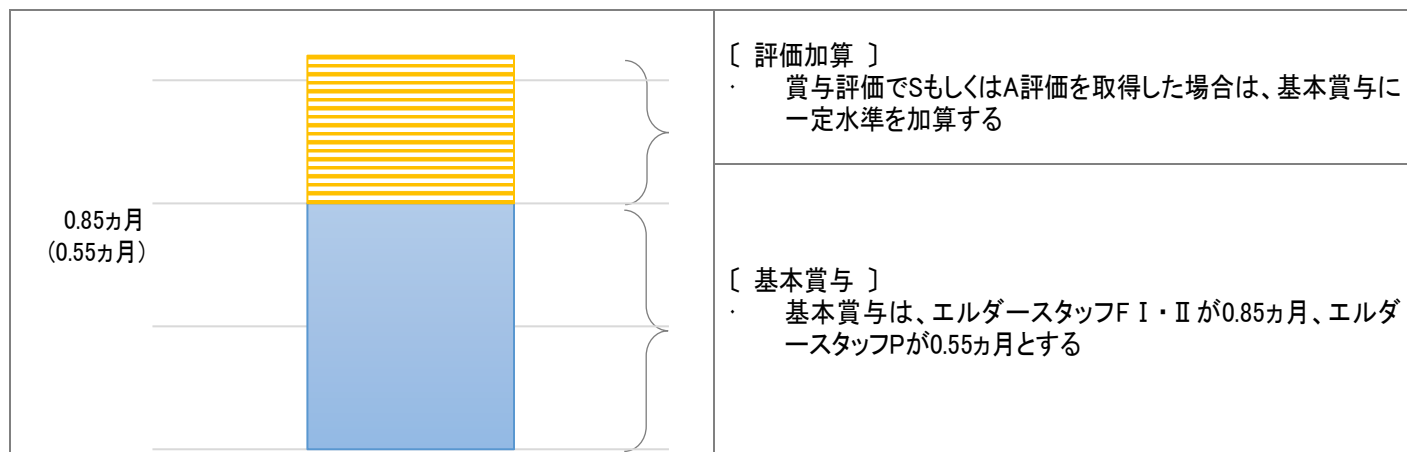 〔 評価加算 〕
· 賞与評価でSもしくはA評価を取得した場合は、基本賞与に
一定水準を加算する
0.85ヵ月
(0.55ヵ月)
〔 基本賞与 〕
· 基本賞与は、エルダースタッフF Ⅰ・Ⅱ が0.85ヵ月、エルダ
ースタッフPが0.55ヵ月とする